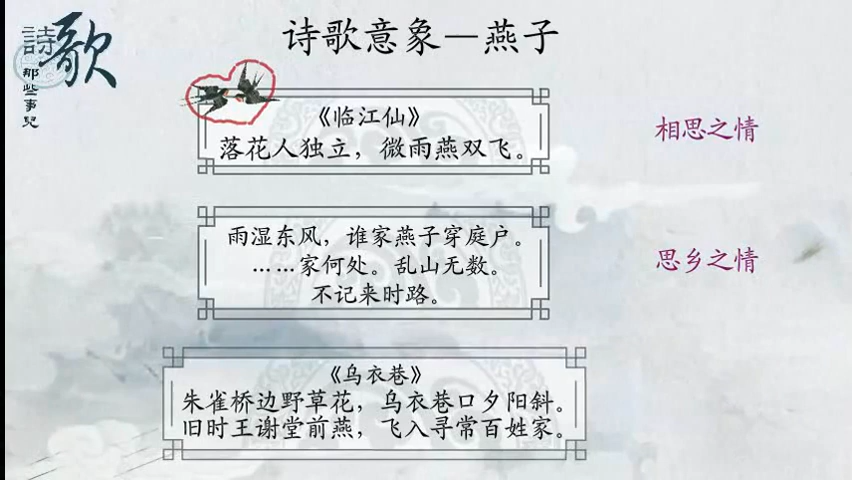 詩歌
那些事兒
诗歌意象—燕子
《临江仙》
落花人独立，微雨燕双飞。
相思之情
雨湿东风，谁家燕子穿庭户。
……家何处。乱山无数。
不记来时路。
思乡之情
《乌衣巷》
朱雀桥边野草花，乌衣巷口夕阳斜。
旧时王谢堂前燕，飞入寻常百姓家。